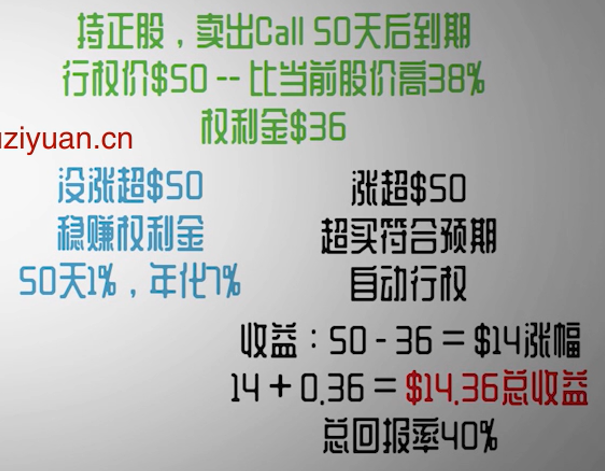 持正股，卖出Call 50天后到期
行权价$50 -- 比当前股价高38%
权利金$36
uziyuan.cn
没涨超$50
稳赚权利金
50天1%，年化7%
涨超$50
超买符合预期
自动行权
收益：50 - 36 = $14涨幅
14 + 0.36 = $14.36总收益
总回报率40%